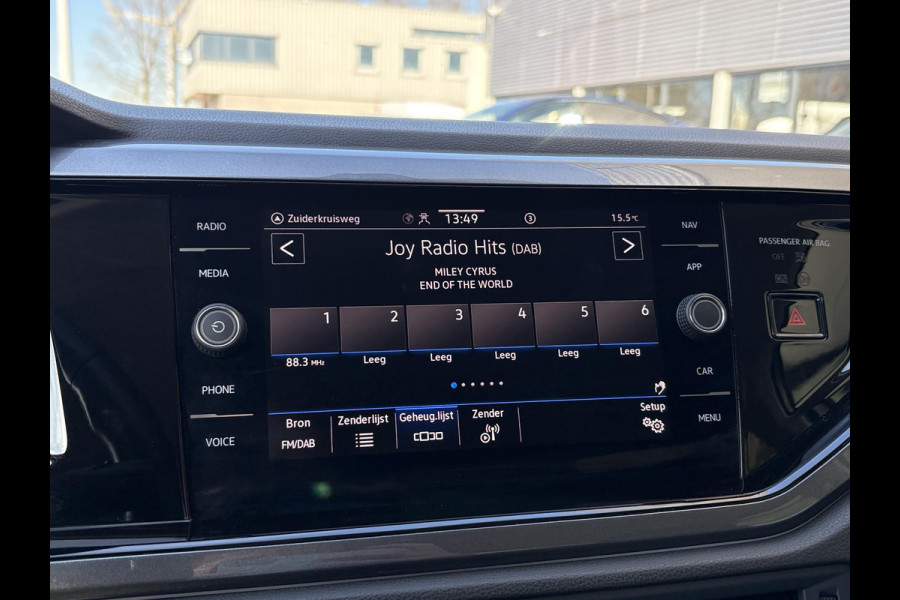 RADIO
MEDIA
PHONE
VOICE
Zuiderkruisweg 13:49 3 15.5°C
Joy Radio Hits (DAB)
MILEY CYRUS
END OF THE WORLD
1 2 3 4 5 6
88.3 MHz Leeg Leeg Leeg Leeg Leeg
Bron Zenderlijst Geheug.lijst Zender Setup
FM/DAB
NAV
APP
CAR
MENU
PASSENGER AIR BAG
OFF